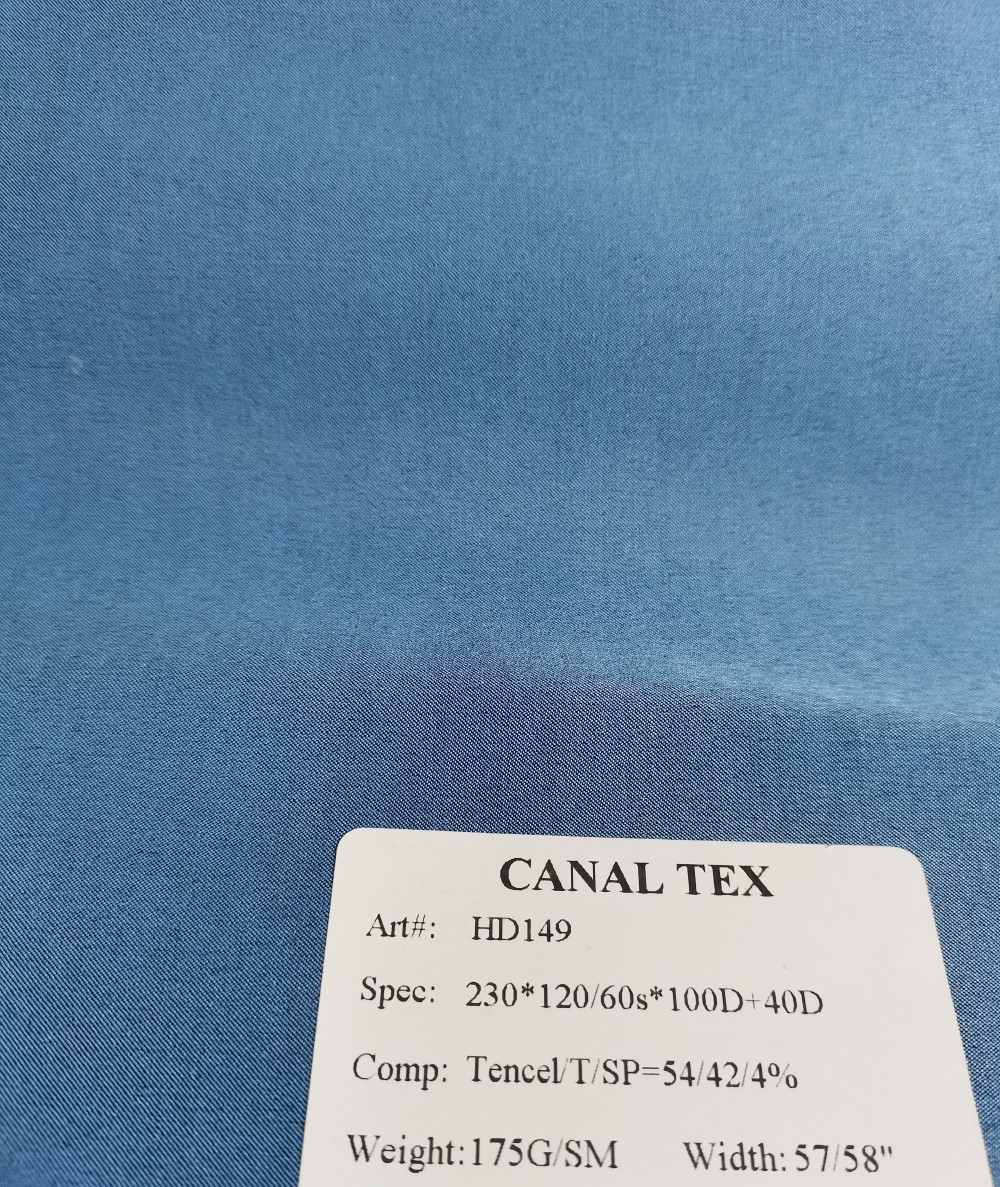 CANAL TEX
Art#: HD149
Spec: 230*120/60s*100D+40D
Comp: Tencel/T/SP=54/42/4%
Weight:175G/SM Width: 57/58"